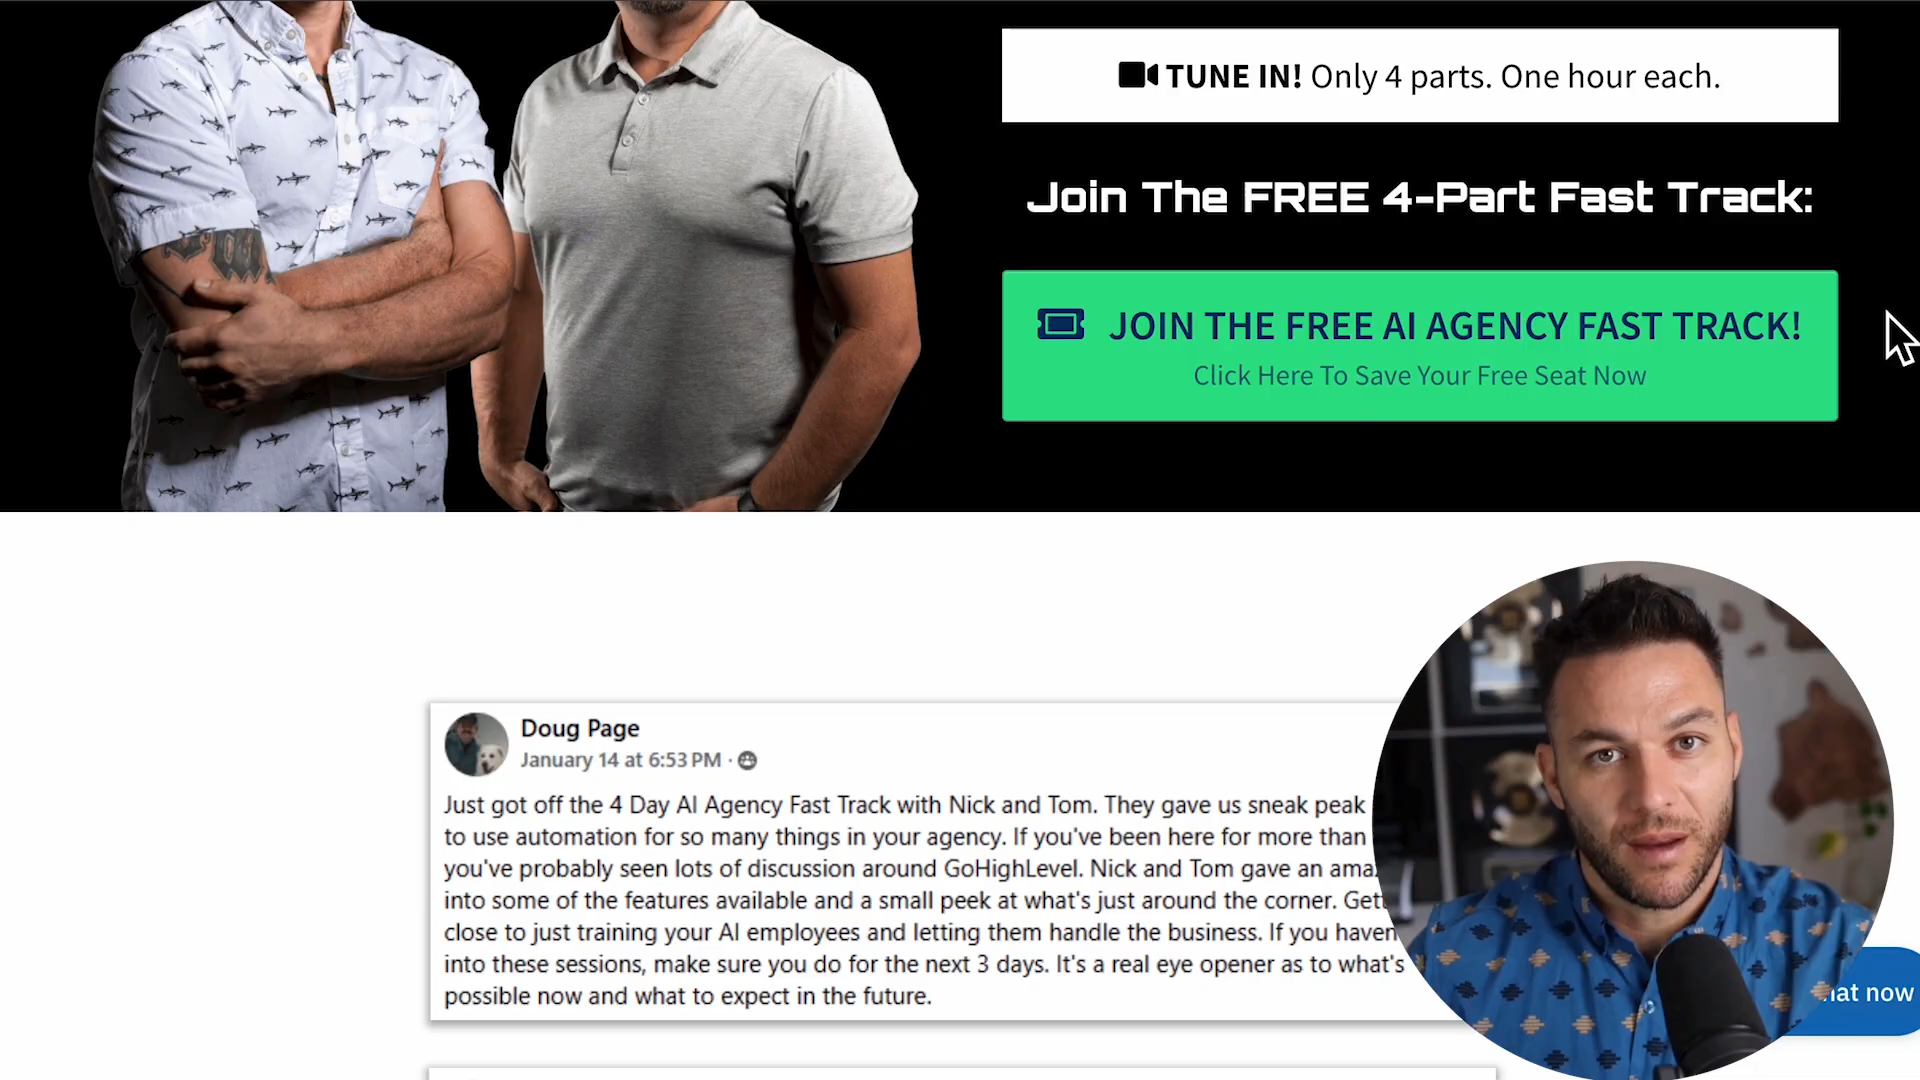 TUNE IN! Only 4 parts. One hour each.
Join The FREE 4-Part Fast Track:
JOIN THE FREE AI AGENCY FAST TRACK!
Click Here To Save Your Free Seat Now
Doug Page
January 14 at 6:53 PM ·
Just got off the 4 Day AI Agency Fast Track with Nick and Tom. They gave us sneak peak
to use automation for so many things in your agency. If you've been here for more than
you've probably seen lots of discussion around GoHighLevel. Nick and Tom gave an
into some of the features available and a small peek at what's just around the corner.
close to just training your AI employees and letting them handle the business. If you
into these sessions, make sure you do for the next 3 days. It's a real eye opener as to what's
possible now and what to expect in the future.
now